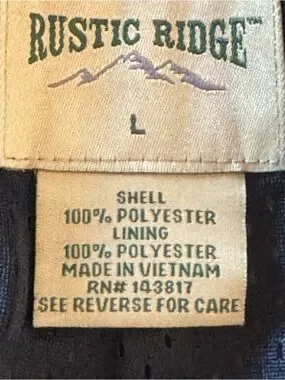 RUSTIC RIDGE™
L
SHELL
100% POLYESTER
LINING
100% POLYESTER
MADE IN VIETNAM
RN# 143817
SEE REVERSE FOR CARE